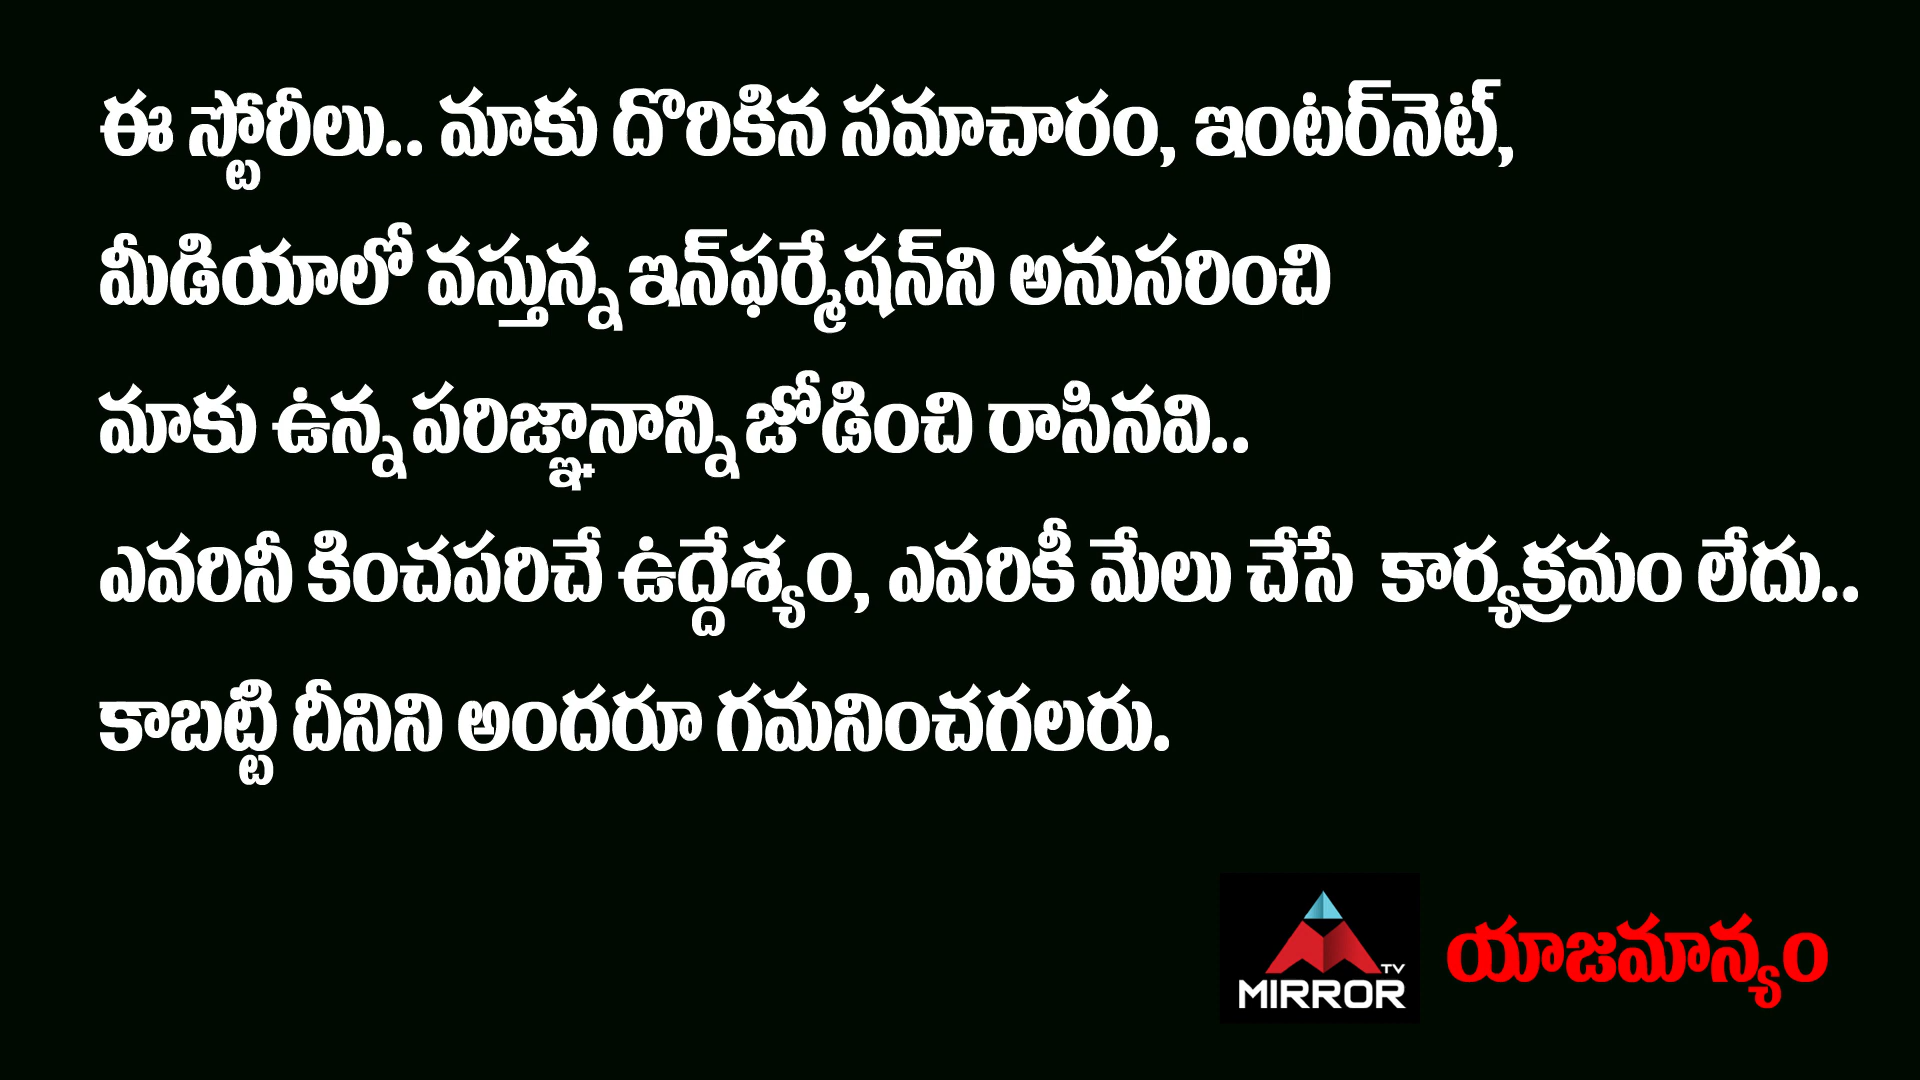 ఈ స్టోరీలు.. మాకు దొరికిన సమాచారం, ఇంటర్‌నెట్,
మీడియాలో వస్తున్న ఇన్‌ఫర్మేషన్‌ని అనుసరించి
మాకు ఉన్న పరిజ్ఞానాన్ని జోడించి రాసినవి..
ఎవరినీ కించపరిచే ఉద్దేశ్యం, ఎవరికీ మేలు చేసే కార్యక్రమం లేదు..
కాబట్టి దీనిని అందరూ గమనించగలరు.
TV
MIRROR
యాజమాన్యం